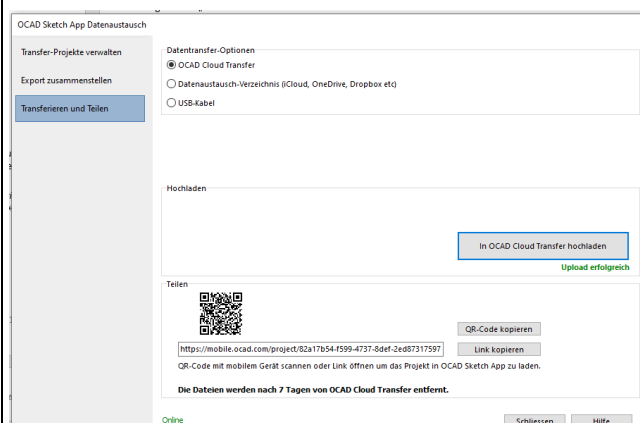 OCAD Sketch App Datenaustausch
Transfer-Projekte verwalten
Export zusammenstellen
Transferieren und Teilen
Datentransfer-Optionen
OCAD Cloud Transfer
Datenaustausch-Verzeichnis (iCloud, OneDrive, Dropbox etc)
USB-Kabel
Hochladen
In OCAD Cloud Transfer hochladen
Upload erfolgreich
Teilen
QR-Code kopieren
https://mobile.ocad.com/project/82a17b54-f599-4737-8def-2ed87317597
Link kopieren
QR-Code mit mobilem Gerät scannen oder Link öffnen um das Projekt in OCAD Sketch App zu laden.
Die Dateien werden nach 7 Tagen von OCAD Cloud Transfer entfernt.
Online
Schliessen
Hilfe